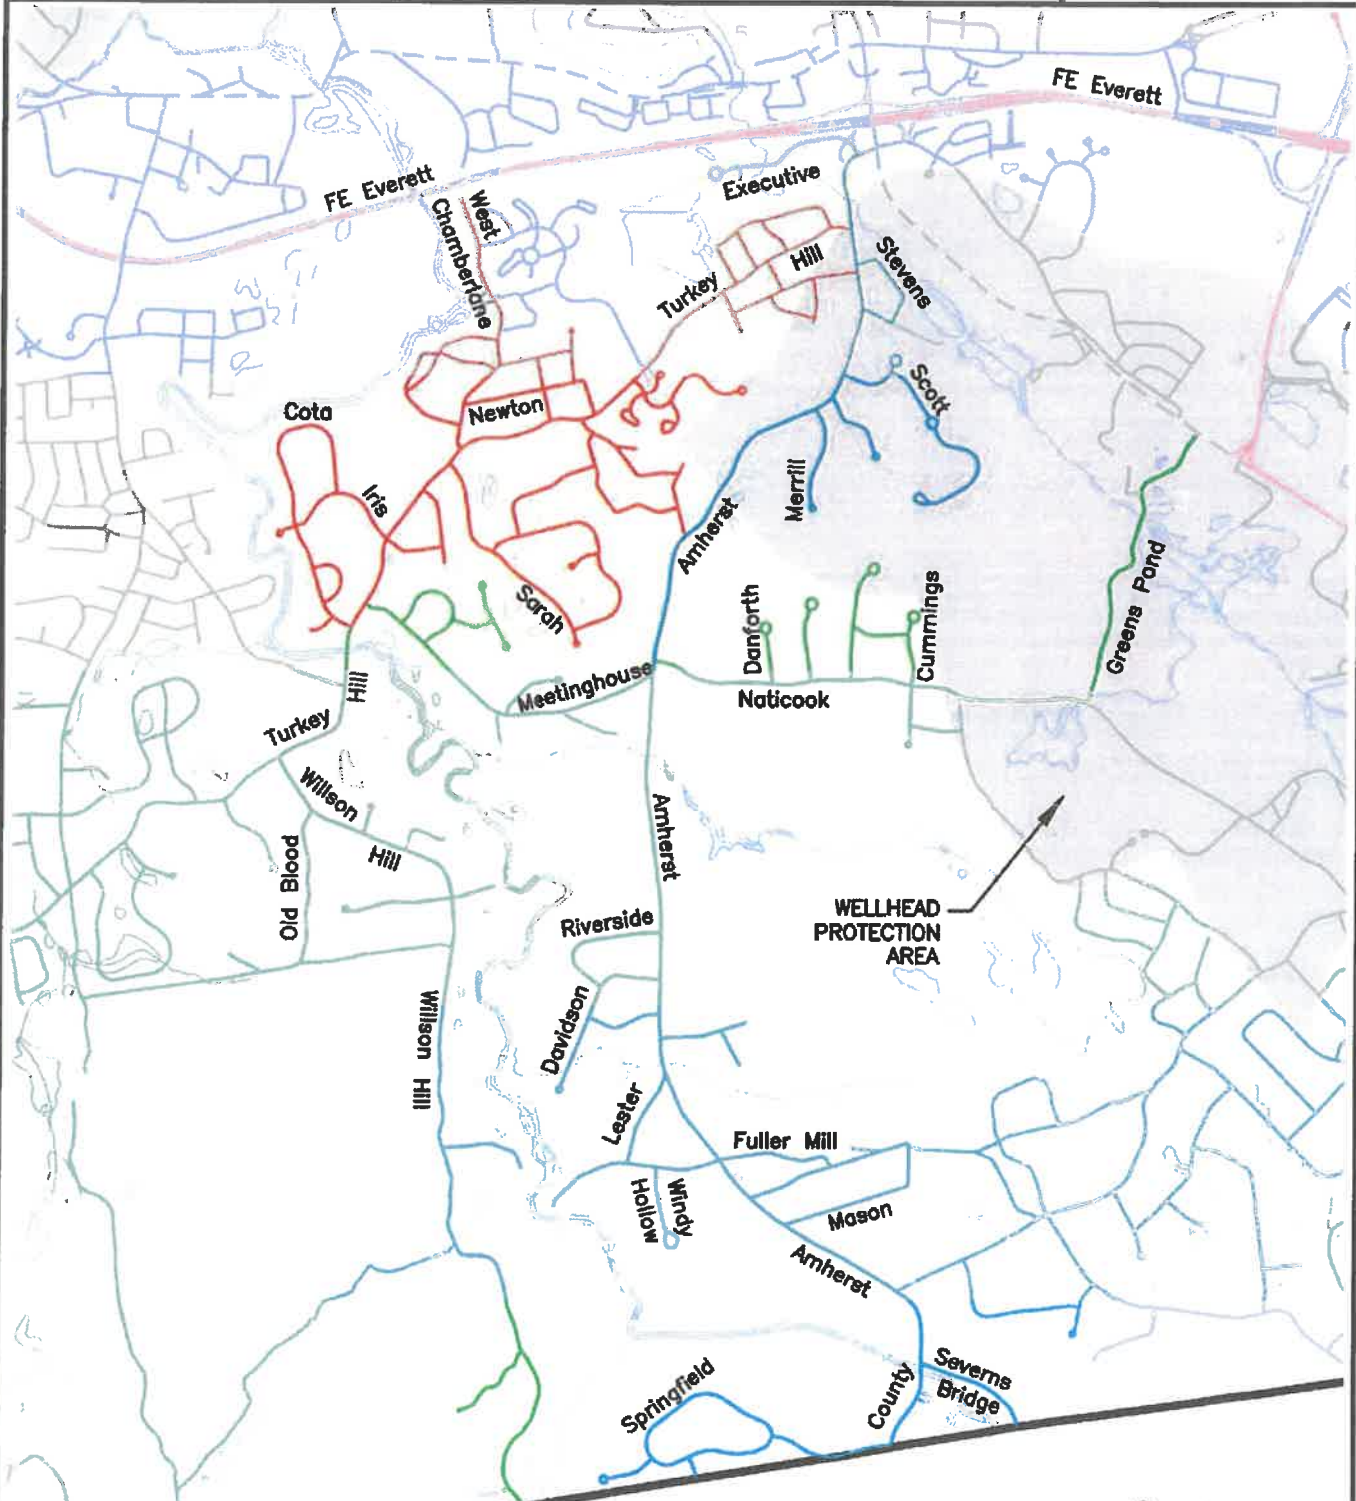 FE Everett
FE Everett
Executive
West
Chamberlane
Stevens
Turkey
Hill
Scott
Cota
Newton
Iris
Merrill
Amherst
Sarah
Danforth
Cummings
Greens Pond
Meetinghouse
Naticook
Hill
Turkey
Willson
Hill
Old Blood
Amherst
Riverside
WELLHEAD
PROTECTION
AREA
Davidson
Willson Hill
Lester
Fuller Mill
Windy
Hollow
Mason
Amherst
Severns
Bridge
County
Springfield